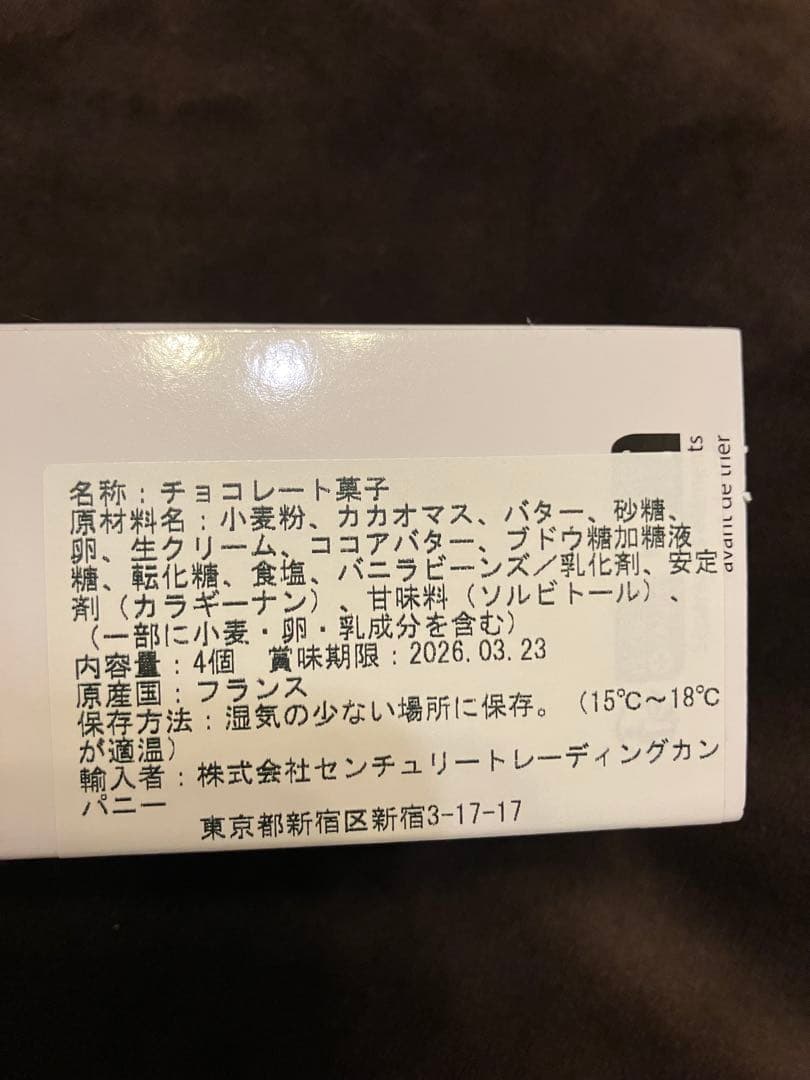 名称：チョコレート菓子
原材料名：小麦粉、カカオマス、バター、砂糖、
卵、生クリーム、ココアバター、ブドウ糖加糖液
糖、転化糖、食塩、バニラビーンズ／乳化剤、安定
剤（カラギーナン）、甘味料（ソルビトール）、
（一部に小麦・卵・乳成分を含む）
内容量：4個　賞味期限：2026.03.23
原産国：フランス
保存方法：湿気の少ない場所に保存。（15℃～18℃
が適温）
輸入者：株式会社センチュリートレーディングカン
パニー
東京都新宿区新宿3-17-17
ts
avant de trier